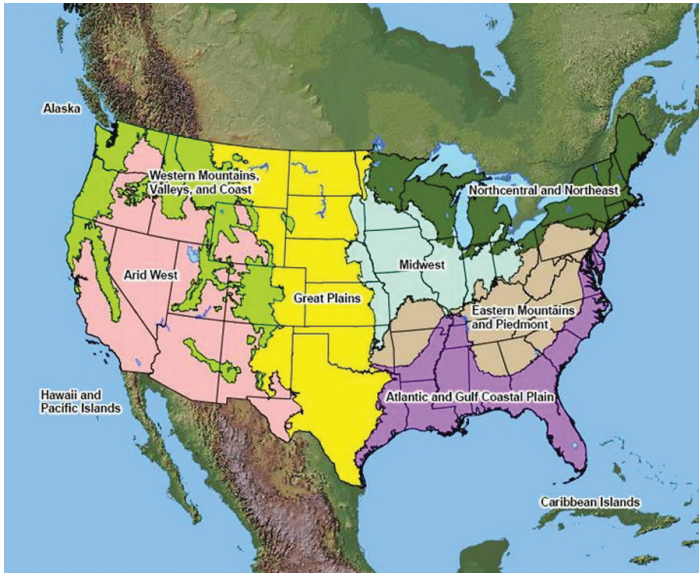 Alaska
Western Mountains,
Valleys, and Coast
Northcentral and Northeast
Arid West
Midwest
Great Plains
Eastern Mountains
and Piedmont
Hawaii and
Pacific Islands
Atlantic and Gulf Coastal Plain
Caribbean Islands